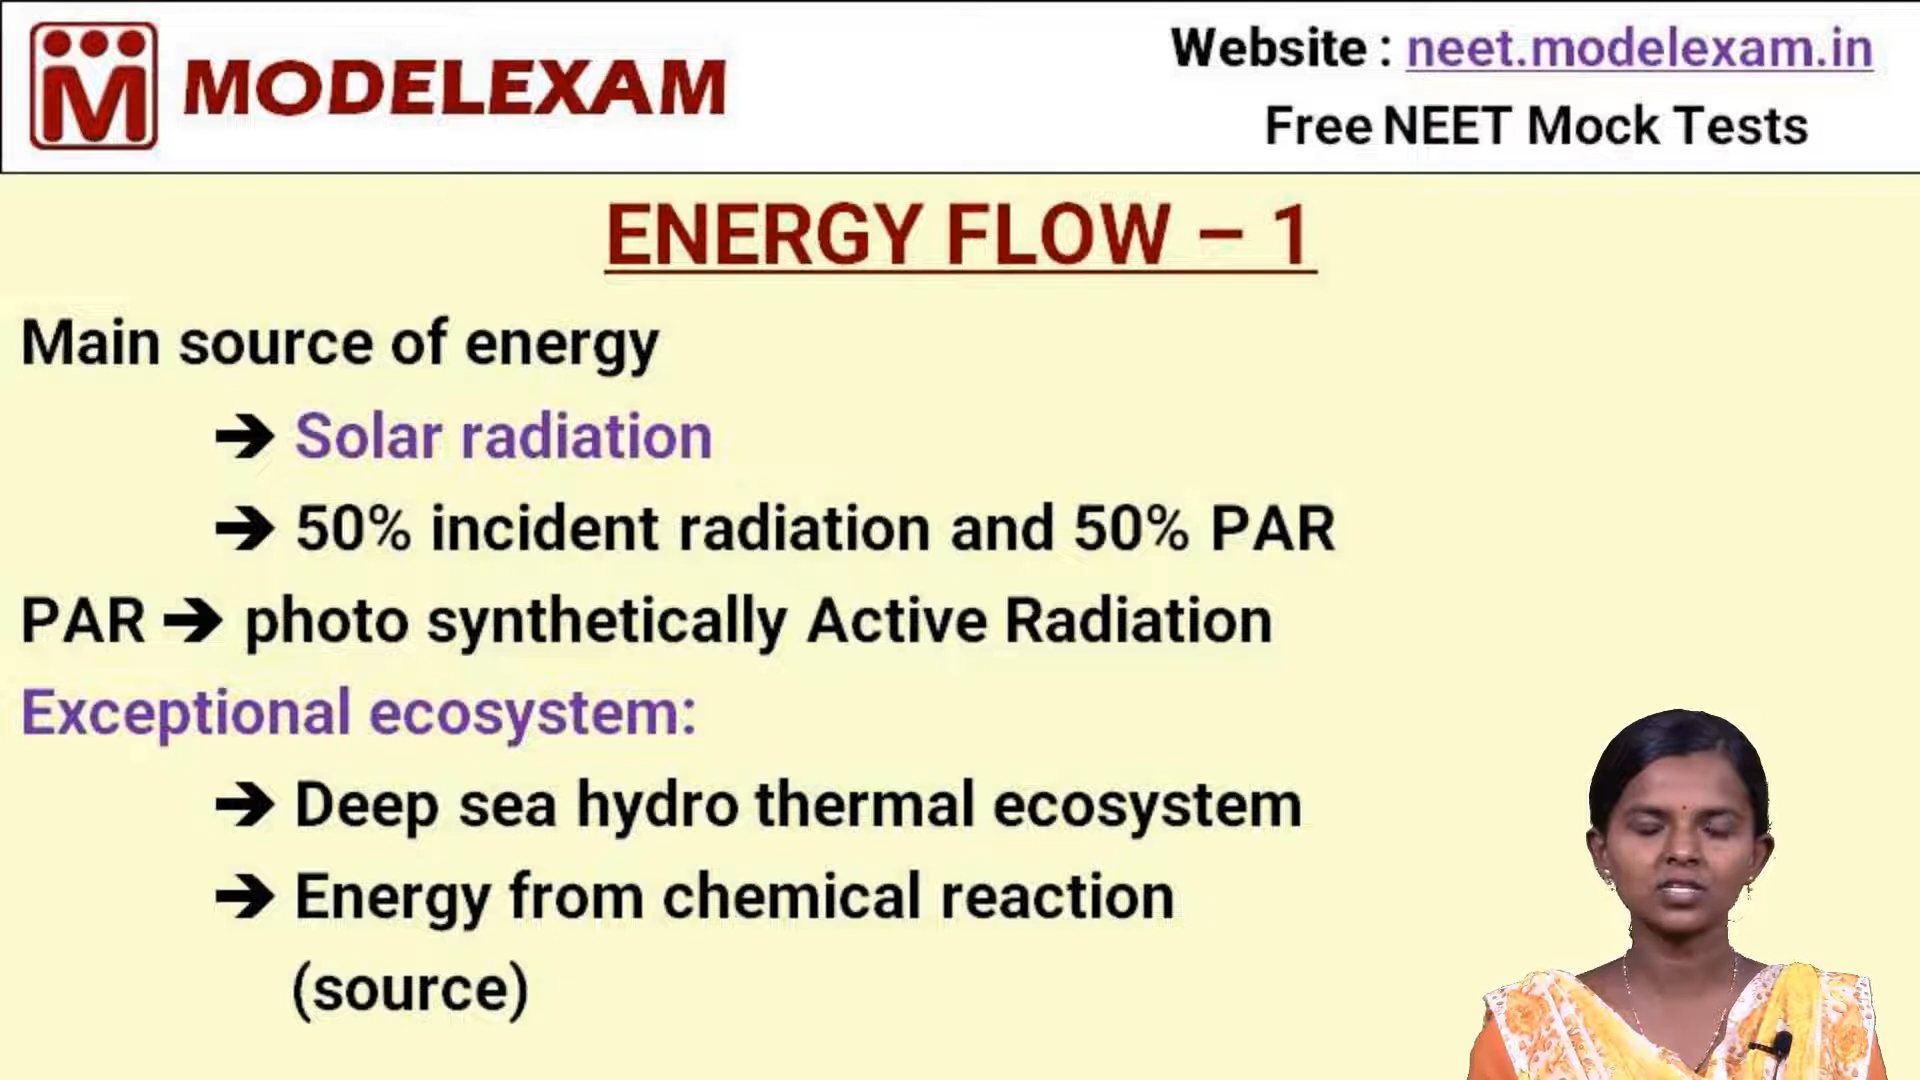 MODELEXAM
Website : neet.modelexam.in
Free NEET Mock Tests
ENERGY FLOW – 1
Main source of energy
➔ Solar radiation
➔ 50% incident radiation and 50% PAR
PAR ➔ photo synthetically Active Radiation
Exceptional ecosystem:
➔ Deep sea hydro thermal ecosystem
➔ Energy from chemical reaction
(source)